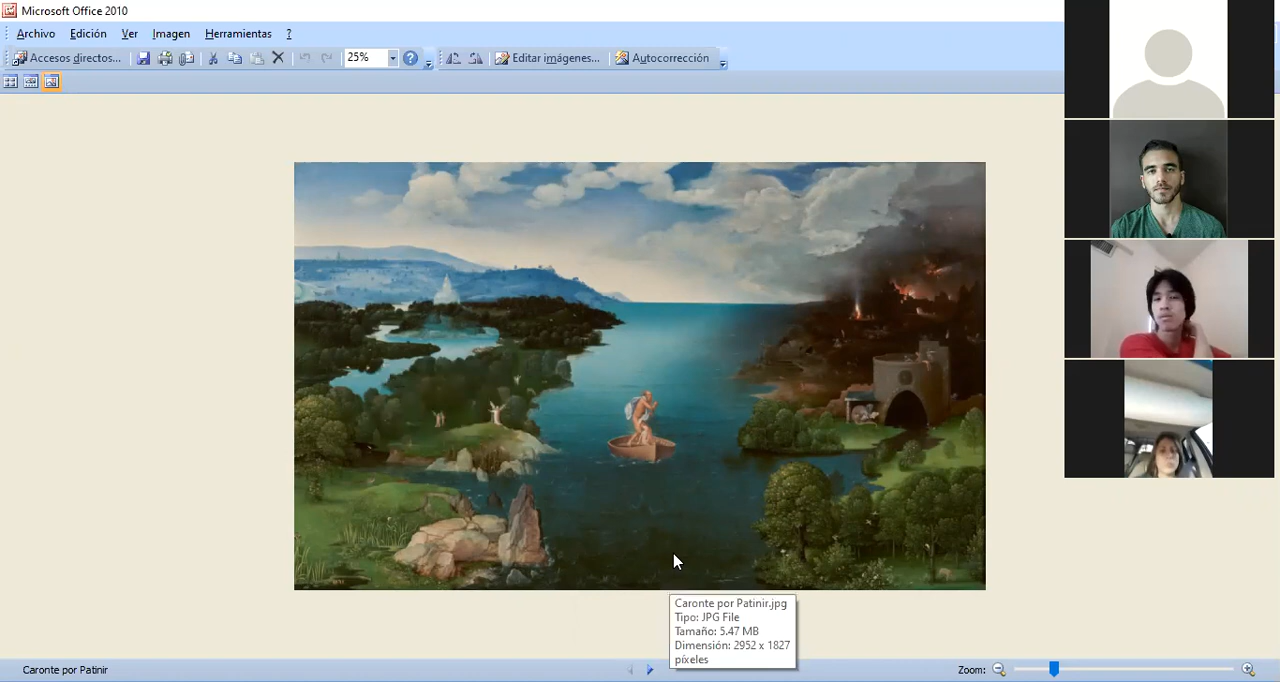 Microsoft Office 2010
Archivo Edición Ver Imagen Herramientas ?
Accesos directos... 25% Editar imágenes... Autocorrección
Caronte por Patinir.jpg
Tipo: JPG File
Tamaño: 5.47 MB
Dimensión: 2952 x 1827
píxeles
Caronte por Patinir Zoom: